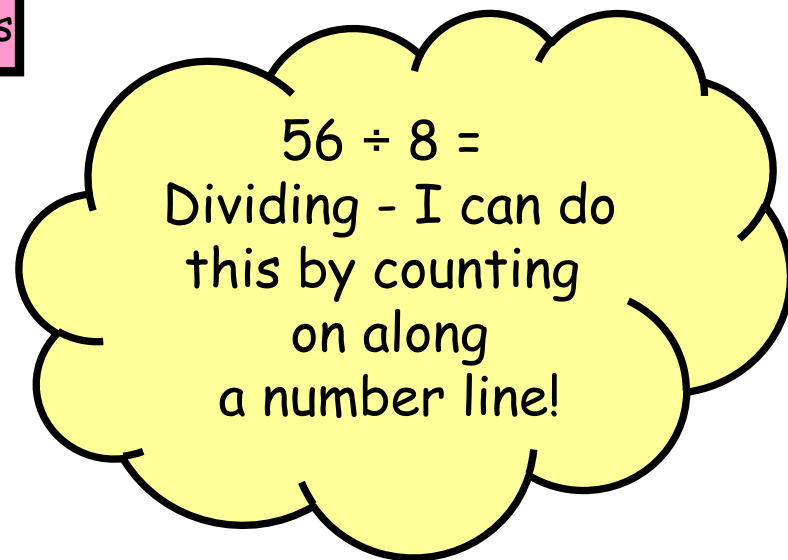 s
56 ÷ 8 =
Dividing - I can do
this by counting
on along
a number line!